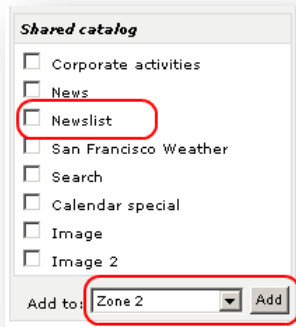 Shared catalog
Corporate activities
News
Newslist
San Francisco Weather
Search
Calendar special
Image
Image 2
Add to: Zone 2 Add